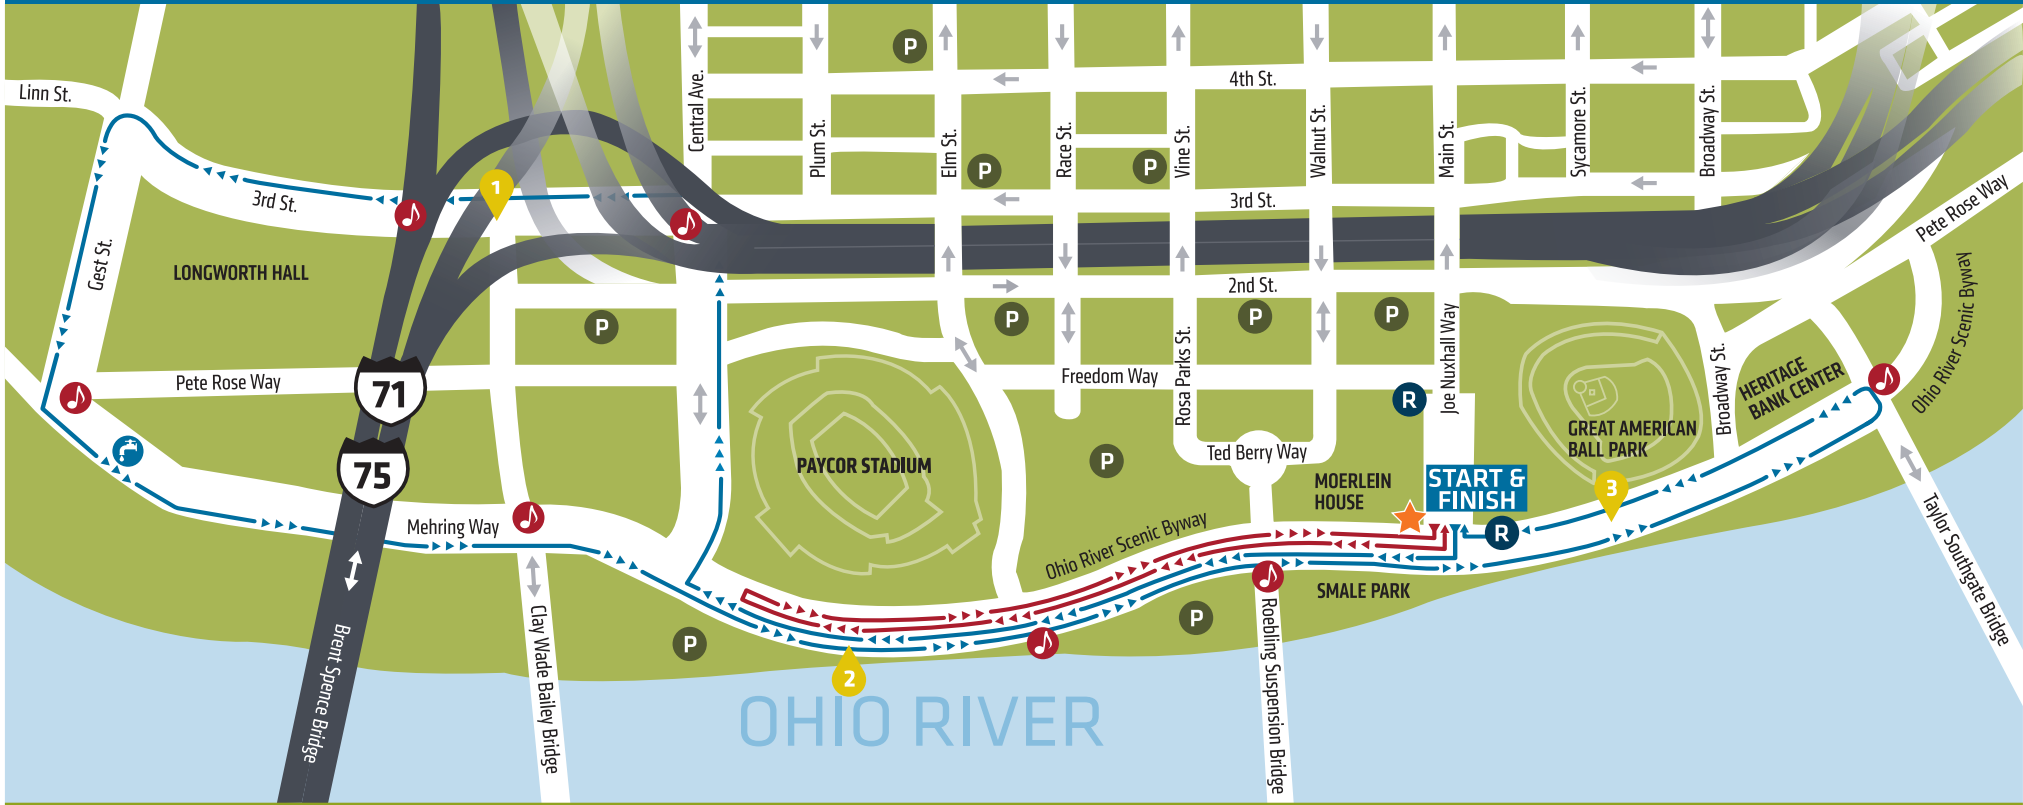 Linn St.
Central Ave.
Plum St.
P
Elm St.
Race St.
4th St.
Vine St.
Walnut St.
Main St.
Sycamore St.
Broadway St.
P
P
1
3rd St.
3rd St.
Pete Rose Way
Gest St.
LONGWORTH HALL
2nd St.
P
P
P
P
Ohio River Scenic Byway
Pete Rose Way
71
75
Freedom Way
Rosa Parks St.
Joe Nuxhall Way
R
Broadway St.
HERITAGE
BANK CENTER
GREAT AMERICAN
BALL PARK
PAYCOR STADIUM
P
Ted Berry Way
MOERLEIN
HOUSE
START &
FINISH
3
R
Mehring Way
Ohio River Scenic Byway
SMALE PARK
Taylor Southgate Bridge
Brent Spence Bridge
Clay Wade Bailey Bridge
P
2
P
Roebling Suspension Bridge
OHIO RIVER